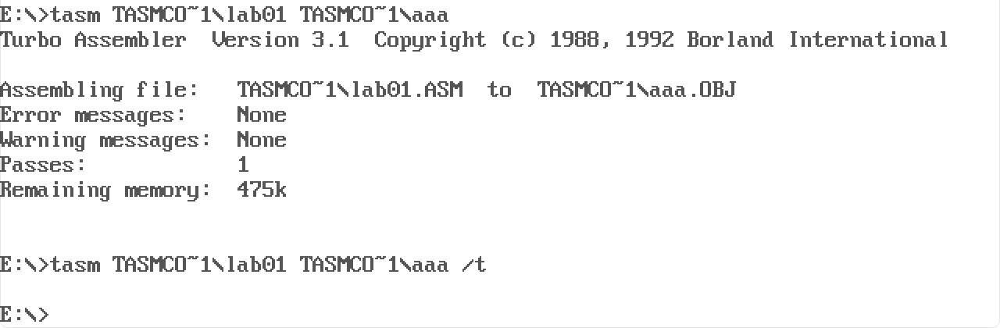 E:\>tasm TASMCO~1\lab01 TASMCO~1\aaa
Turbo Assembler  Version 3.1  Copyright (c) 1988, 1992 Borland International
Assembling file:   TASMCO~1\lab01.ASM  to  TASMCO~1\aaa.OBJ
Error messages:    None
Warning messages:  None
Passes:            1
Remaining memory:  475k
E:\>tasm TASMCO~1\lab01 TASMCO~1\aaa /t
E:\>